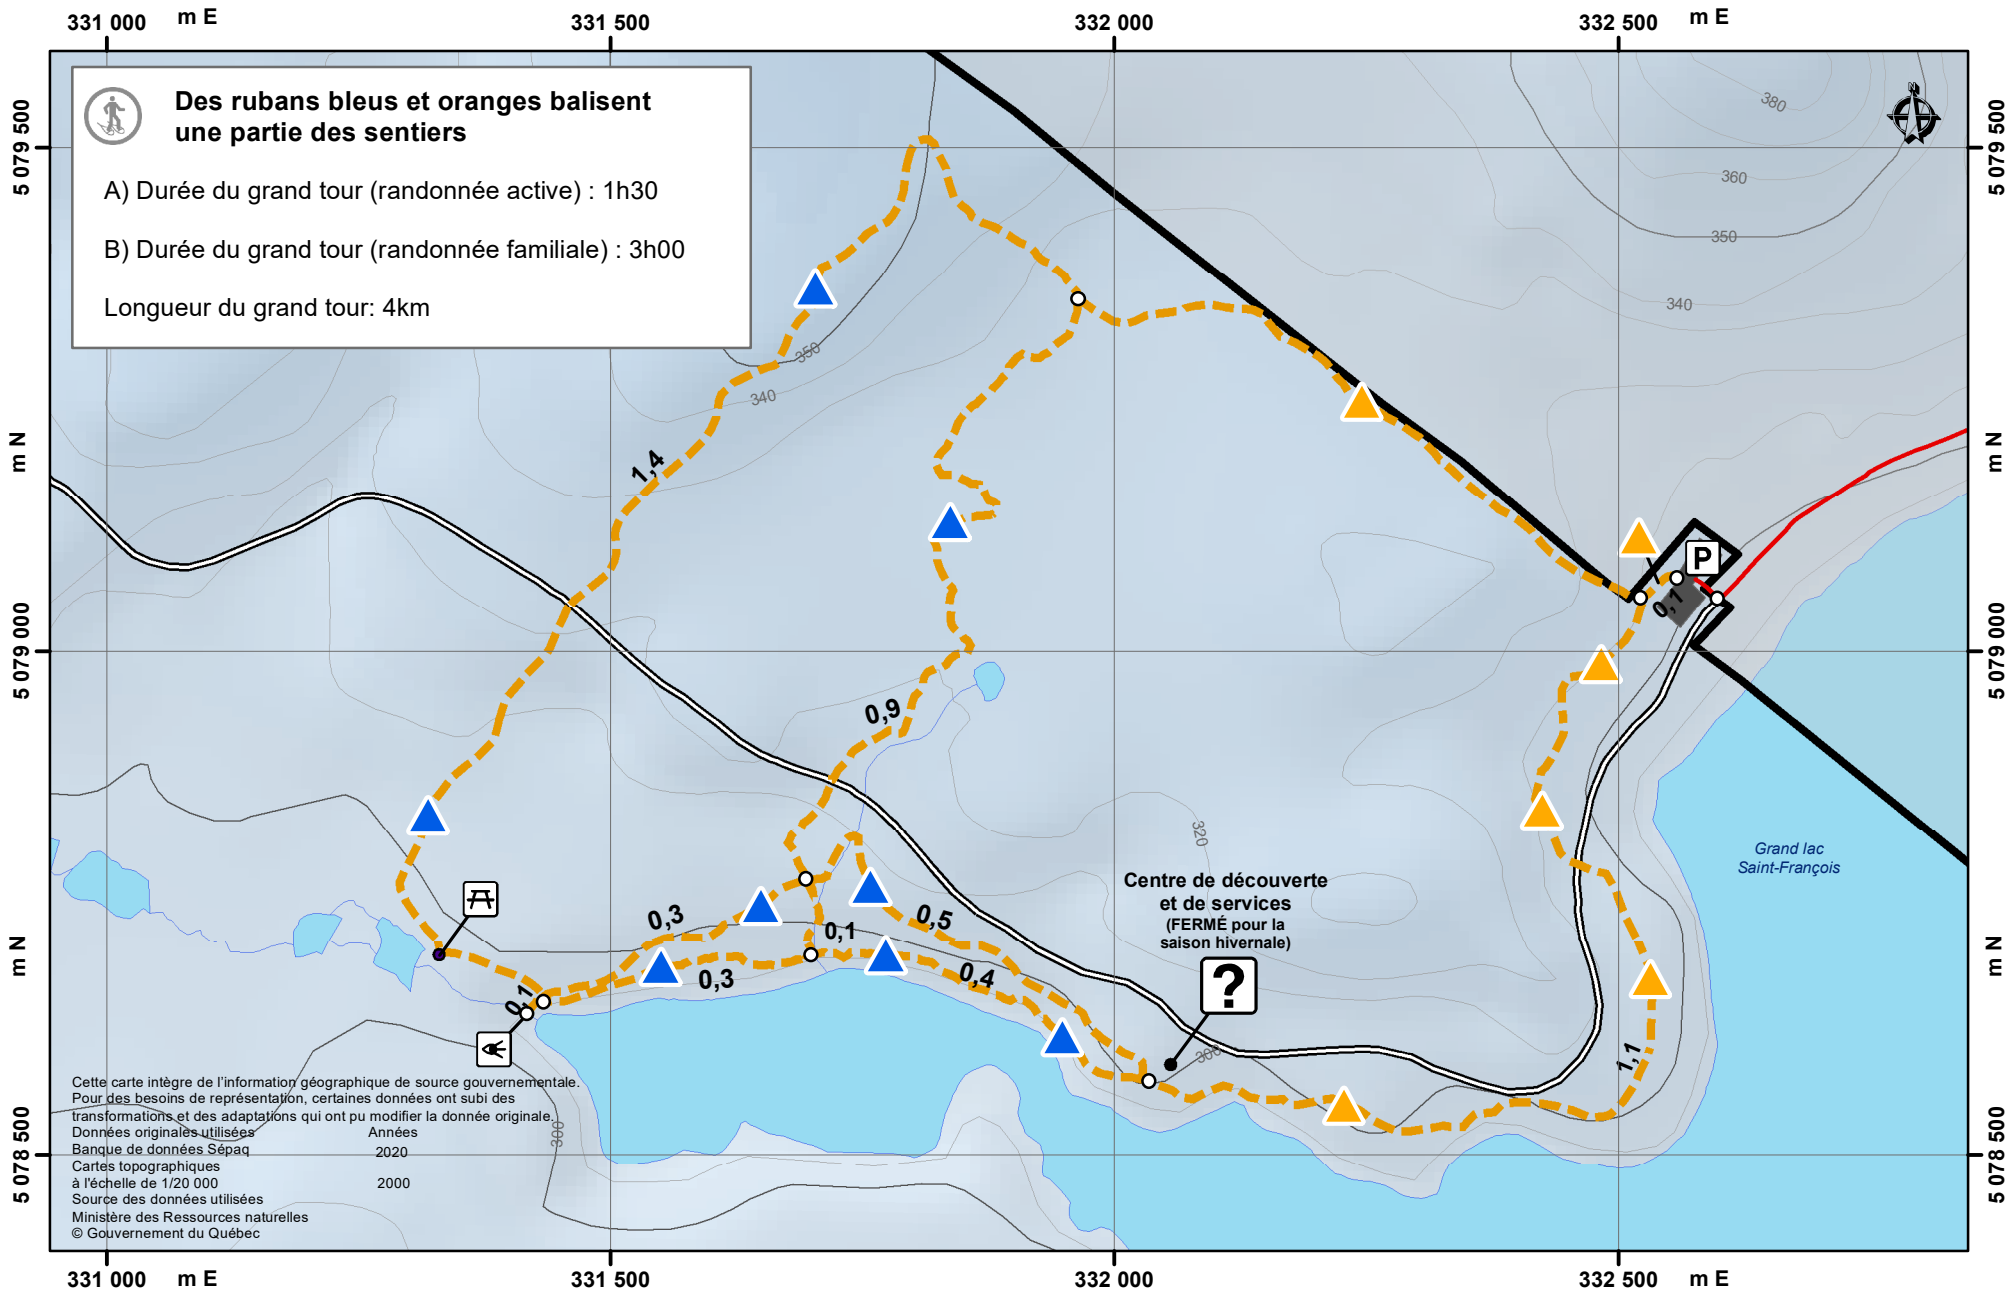 331 000 m E 331 500 332 000 332 500 m E
5 079 500
5 079 500
Des rubans bleus et oranges balisent
une partie des sentiers
A) Durée du grand tour (randonnée active) : 1h30
B) Durée du grand tour (randonnée familiale) : 3h00
Longueur du grand tour: 4km
380
360
350
340
350
340
m N
m N
1,4
P
0,1
5 079 000
5 079 000
0,9
320
Grand lac
Saint-François
Centre de découverte
et de services
(FERMÉ pour la
saison hivernale)
?
0,3
0,5
0,1
0,3
0,4
m N
m N
0,1
300
1,1
Cette carte intègre de l'information géographique de source gouvernementale.
Pour des besoins de représentation, certaines données ont subi des
transformations et des adaptations qui ont pu modifier la donnée originale.
Données originales utilisées Années
Banque de données Sépaq 2020
Cartes topographiques
à l'échelle de 1/20 000 2000
Source des données utilisées
Ministère des Ressources naturelles
© Gouvernement du Québec
300
5 078 500
5 078 500
331 000 m E 331 500 332 000 332 500 m E